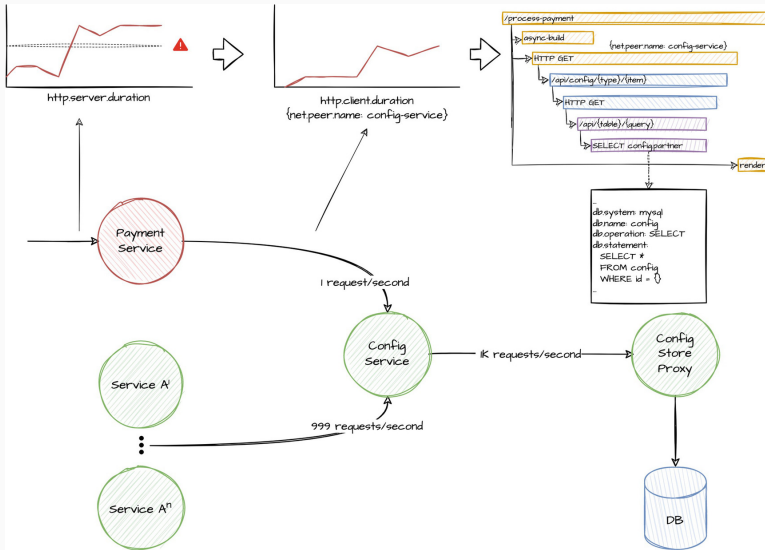 http.server.duration
http.client.duration
{net.peer.name: config-service}
/process-payment
async-build
{net.peer.name: config-service}
HTTP GET
/api/config/{type}/{item}
HTTP GET
/api/{table}/{query}
SELECT config.partner
render
...
db.system: mysql
db.name: config
db.operation: SELECT
db.statement:
SELECT *
FROM config
WHERE id = {}
...
Payment
Service
1 request/second
Config
Service
1K requests/second
Config
Store
Proxy
Service A¹
999 requests/second
Service Aⁿ
DB